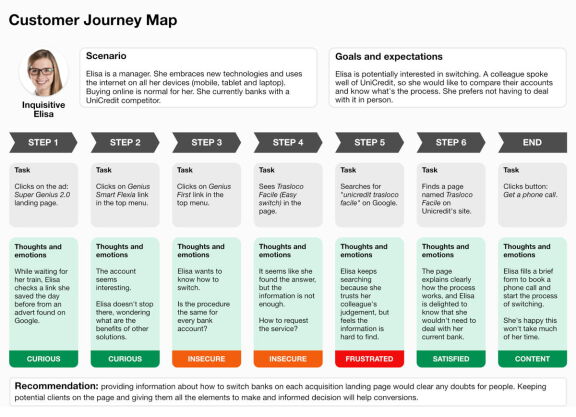 Customer Journey Map
Inquisitive
Elisa
Scenario
Elisa is a manager. She embraces new technologies and uses
the internet on all her devices (mobile, tablet and laptop).
Buying online is normal for her. She currently banks with a
UniCredit competitor.
Goals and expectations
Elisa is potentially interested in switching. A colleague spoke
well of UniCredit, so she would like to compare their accounts
and know what's the process. She prefers not having to deal
with it in person.
STEP 1
STEP 2
STEP 3
STEP 4
STEP 5
STEP 6
END
Task
Clicks on the ad:
Super Genius 2.0
landing page.
Task
Clicks on Genius
Smart Flexia link
in the top menu.
Task
Clicks on Genius
First link in the
top menu.
Task
Sees Trasloco
Facile (Easy
switch) in the
page.
Task
Searches for
"unicredit trasloco
facile" on Google.
Task
Finds a page
named Trasloco
Facile on
Unicredit's site.
Task
Clicks button:
Get a phone call.
Thoughts and
emotions
While waiting for
her train, Elisa
checks a link she
saved the day
before from an
advert found on
Google.
CURIOUS
Thoughts and
emotions
The account
seems
interesting.
Elisa doesn't stop
there, wondering
what are the
benefits of other
solutions.
CURIOUS
Thoughts and
emotions
Elisa wants to
know how to
switch.
Is the procedure
the same for
every bank
account?
INSECURE
Thoughts and
emotions
It seems like she
found the answer,
but the
information is not
enough.
How to request
the service?
INSECURE
Thoughts and
emotions
Elisa keeps
searching
because she
trusts her
colleague's
judgement, but
feels the
information is
hard to find.
FRUSTRATED
Thoughts and
emotions
The page
explains clearly
how the process
works, and Elisa
is delighted to
know that she
wouldn't need to
deal with her
current bank.
SATISFIED
Thoughts and
emotions
Elisa fills a brief
form to book a
phone call and
start the process
of switching.
She's happy this
won't take much
of her time.
CONTENT
Recommendation: providing information about how to switch banks on each acquisition landing page would clear any doubts for people. Keeping
potential clients on the page and giving them all the elements to make and informed decision will help conversions.